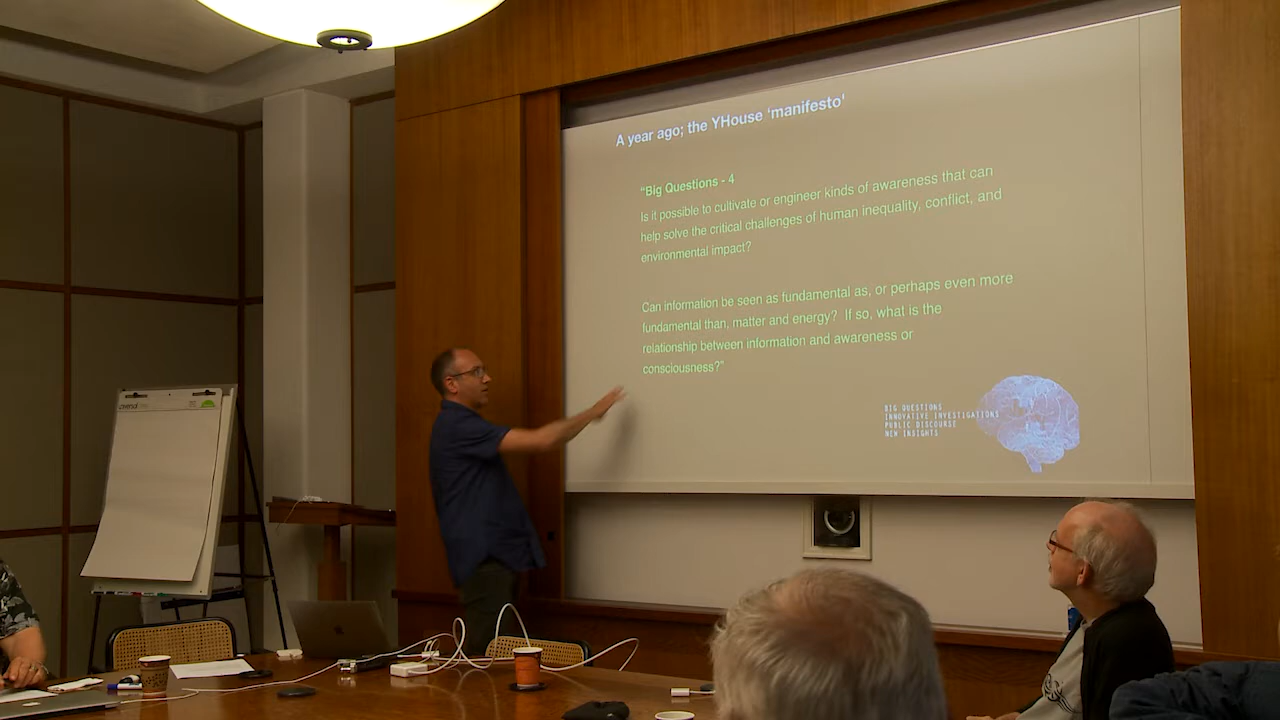 A year ago; the YHouse 'manifesto'
"Big Questions - 4
Is it possible to cultivate or engineer kinds of awareness that can
help solve the critical challenges of human inequality, conflict, and
environmental impact?
Can information be seen as fundamental as, or perhaps even more
fundamental than, matter and energy? If so, what is the
relationship between information and awareness or
consciousness?"
BIG QUESTIONS
INNOVATIVE INVESTIGATIONS
PUBLIC DISCOURSE
NEW INSIGHTS